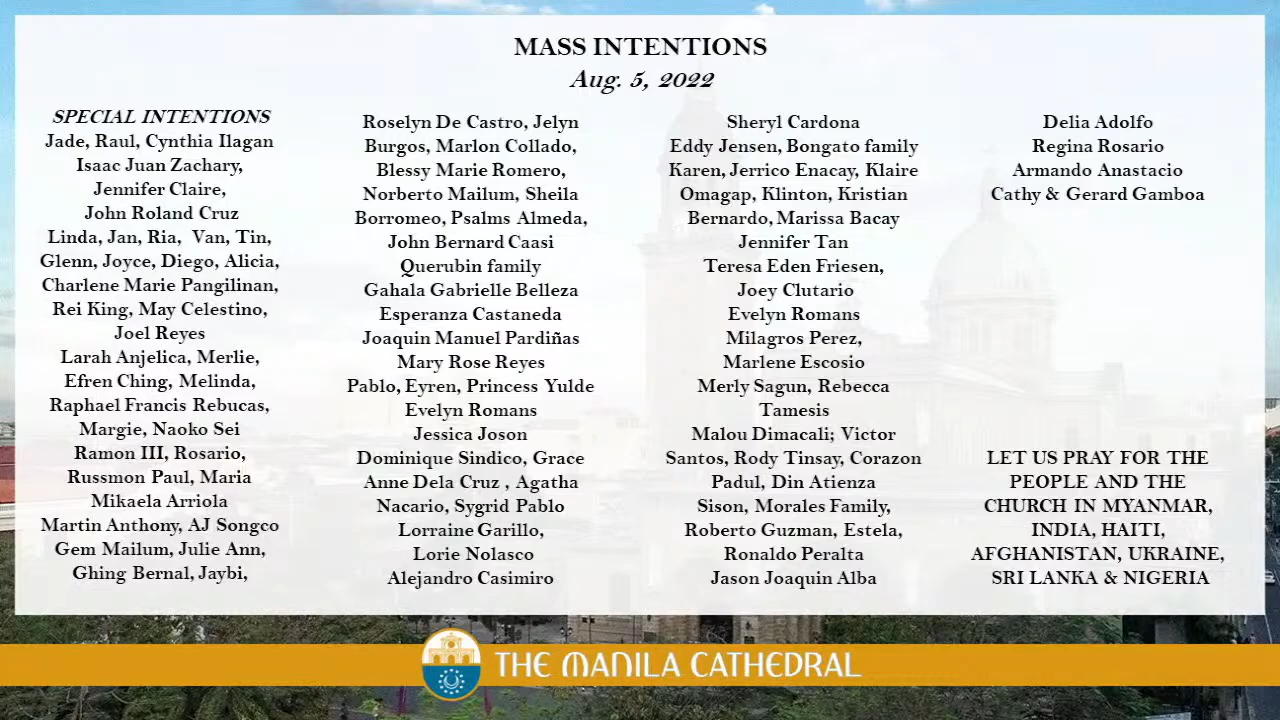 MASS INTENTIONS
Aug. 5, 2022
SPECIAL INTENTIONS
Jade, Raul, Cynthia Ilagan
Isaac Juan Zachary,
Jennifer Claire,
John Roland Cruz
Linda, Jan, Ria, Van, Tin,
Glenn, Joyce, Diego, Alicia,
Charlene Marie Pangilinan,
Rei King, May Celestino,
Joel Reyes
Larah Anjelica, Merlie,
Efren Ching, Melinda,
Raphael Francis Rebucas,
Margie, Naoko Sei
Ramon III, Rosario,
Russmon Paul, Maria
Mikaela Arriola
Martin Anthony, AJ Songco
Gem Mailum, Julie Ann,
Ghing Bernal, Jaybi,
Roselyn De Castro, Jelyn
Burgos, Marlon Collado,
Blessy Marie Romero,
Norberto Mailum, Sheila
Borromeo, Psalms Almeda,
John Bernard Caasi
Querubin family
Gahala Gabrielle Belleza
Esperanza Castaneda
Joaquin Manuel Pardiñas
Mary Rose Reyes
Pablo, Eyren, Princess Yulde
Evelyn Romans
Jessica Joson
Dominique Sindico, Grace
Anne Dela Cruz , Agatha
Nacario, Sygrid Pablo
Lorraine Garillo,
Lorie Nolasco
Alejandro Casimiro
Sheryl Cardona
Eddy Jensen, Bongato family
Karen, Jerrico Enacay, Klaire
Omagap, Klinton, Kristian
Bernardo, Marissa Bacay
Jennifer Tan
Teresa Eden Friesen,
Joey Clutario
Evelyn Romans
Milagros Perez,
Marlene Escosio
Merly Sagun, Rebecca
Tamesis
Malou Dimacali; Victor
Santos, Rody Tinsay, Corazon
Padul, Din Atienza
Sison, Morales Family,
Roberto Guzman, Estela,
Ronaldo Peralta
Jason Joaquin Alba
Delia Adolfo
Regina Rosario
Armando Anastacio
Cathy & Gerard Gamboa
LET US PRAY FOR THE
PEOPLE AND THE
CHURCH IN MYANMAR,
INDIA, HAITI,
AFGHANISTAN, UKRAINE,
SRI LANKA & NIGERIA
THE MANILA CATHEDRAL